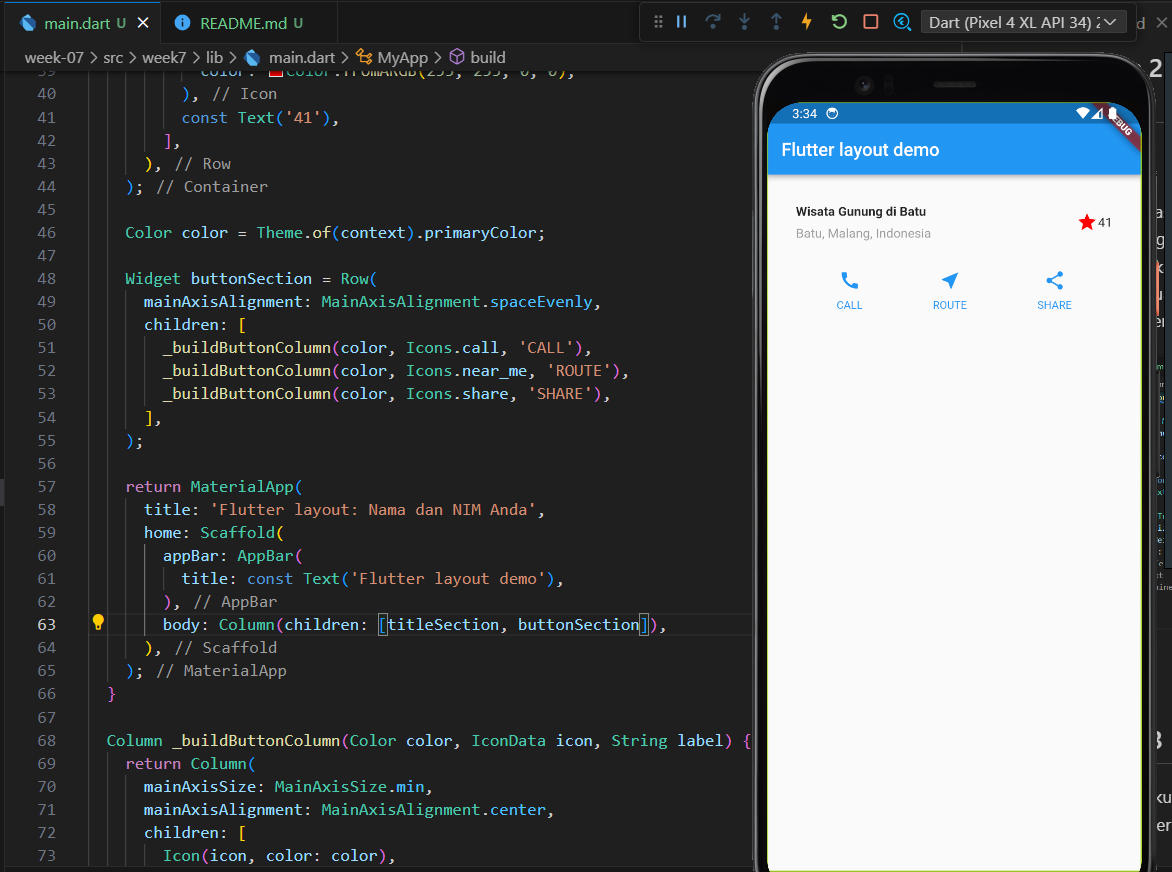 main.dart U
README.md U
Dart (Pixel 4 XL API 34)
week-07 > src > week7 > lib > main.dart > MyApp > build
39 color: Color.fromARGB(255, 255, 0, 0),
40 ), // Icon
41 const Text('41'),
42 ],
43 ), // Row
44 ); // Container
45
46 Color color = Theme.of(context).primaryColor;
47
48 Widget buttonSection = Row(
49 mainAxisAlignment: MainAxisAlignment.spaceEvenly,
50 children: [
51 _buildButtonColumn(color, Icons.call, 'CALL'),
52 _buildButtonColumn(color, Icons.near_me, 'ROUTE'),
53 _buildButtonColumn(color, Icons.share, 'SHARE'),
54 ],
55 );
56
57 return MaterialApp(
58 title: 'Flutter layout: Nama dan NIM Anda',
59 home: Scaffold(
60 appBar: AppBar(
61 title: const Text('Flutter layout demo'),
62 ), // AppBar
63 body: Column(children: [titleSection, buttonSection]),
64 ), // Scaffold
65 ); // MaterialApp
66 }
67
68 Column _buildButtonColumn(Color color, IconData icon, String label) {
69 return Column(
70 mainAxisSize: MainAxisSize.min,
71 mainAxisAlignment: MainAxisAlignment.center,
72 children: [
73 Icon(icon, color: color),
3:34
DEBUG
Flutter layout demo
Wisata Gunung di Batu
Batu, Malang, Indonesia
41
CALL
ROUTE
SHARE